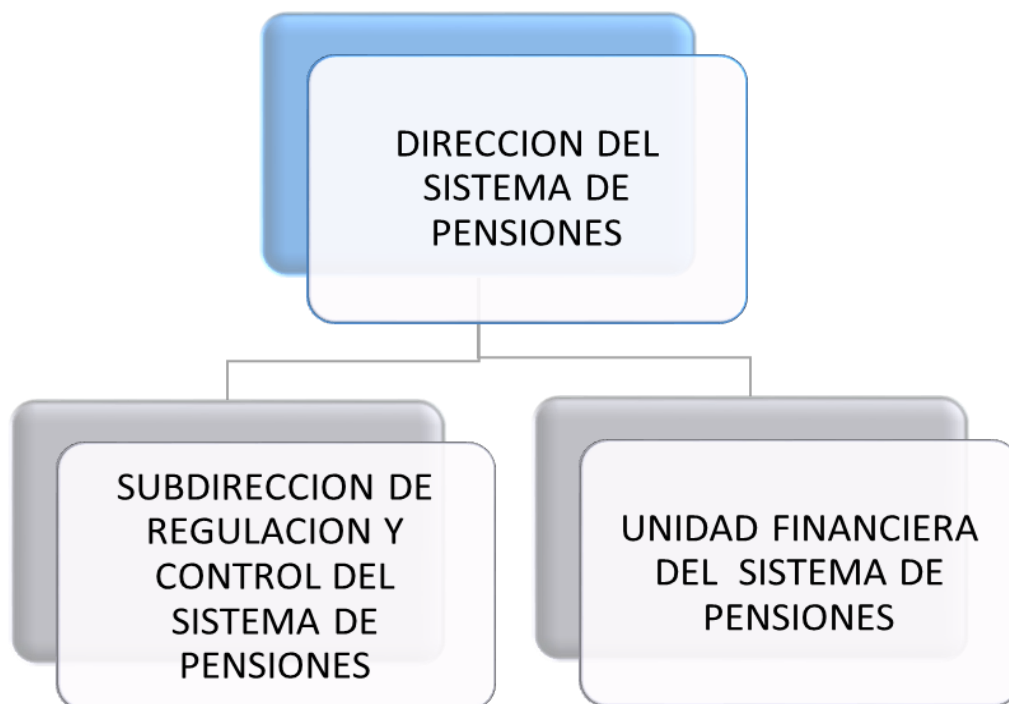 DIRECCION DEL
SISTEMA DE
PENSIONES
SUBDIRECCION DE
REGULACION Y
CONTROL DEL
SISTEMA DE
PENSIONES
UNIDAD FINANCIERA
DEL SISTEMA DE
PENSIONES